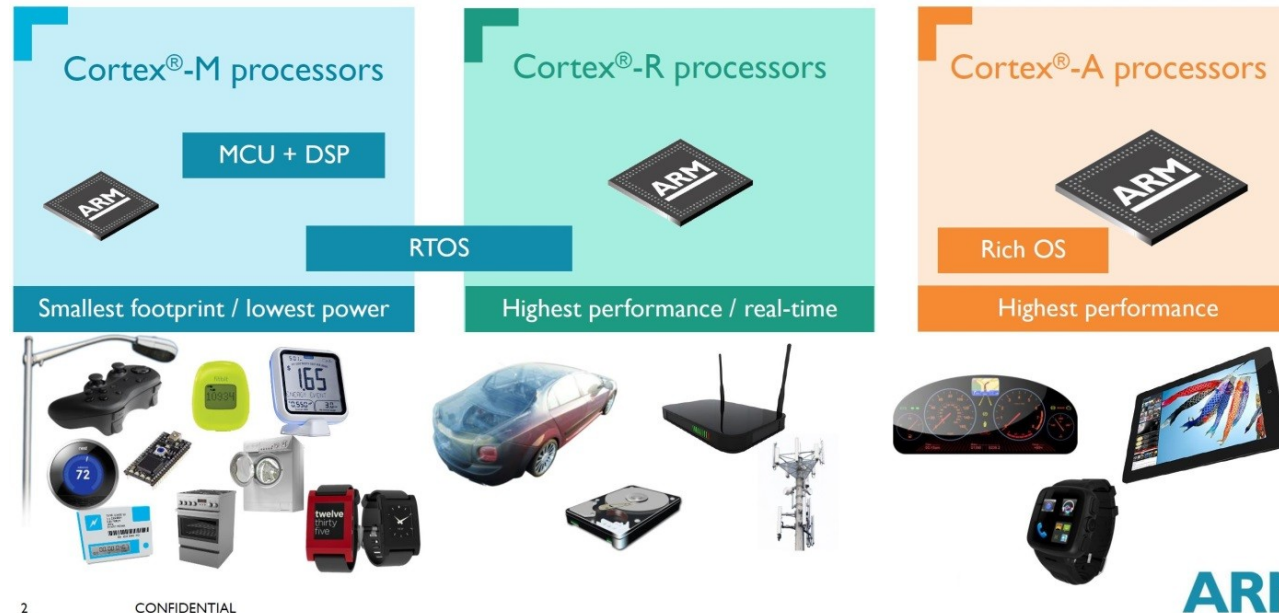 Cortex®-M processors
MCU + DSP
ARM
Smallest footprint / lowest power
Cortex®-R processors
ARM
RTOS
Highest performance / real-time
Cortex®-A processors
ARM
Rich OS
Highest performance
165
72
twelve
thirty
five
2 CONFIDENTIAL